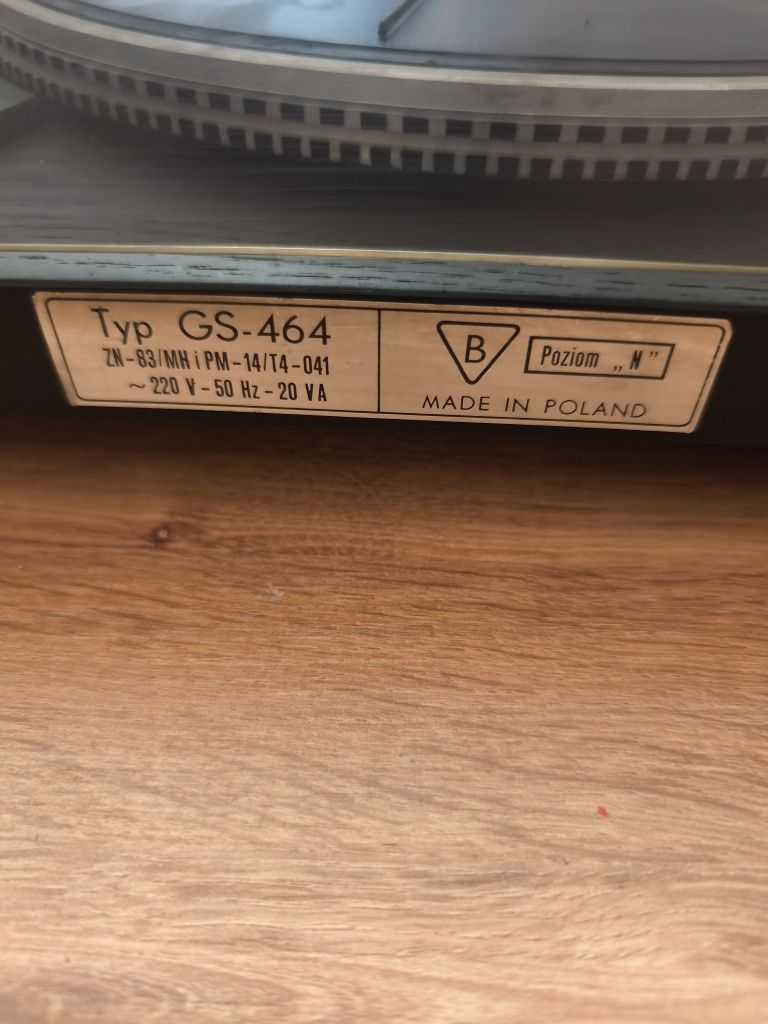 Typ GS-464
ZN-83/MH i PM-14/T4-041
~ 220 V - 50 Hz - 20 VA
B
Poziom „N”
MADE IN POLAND